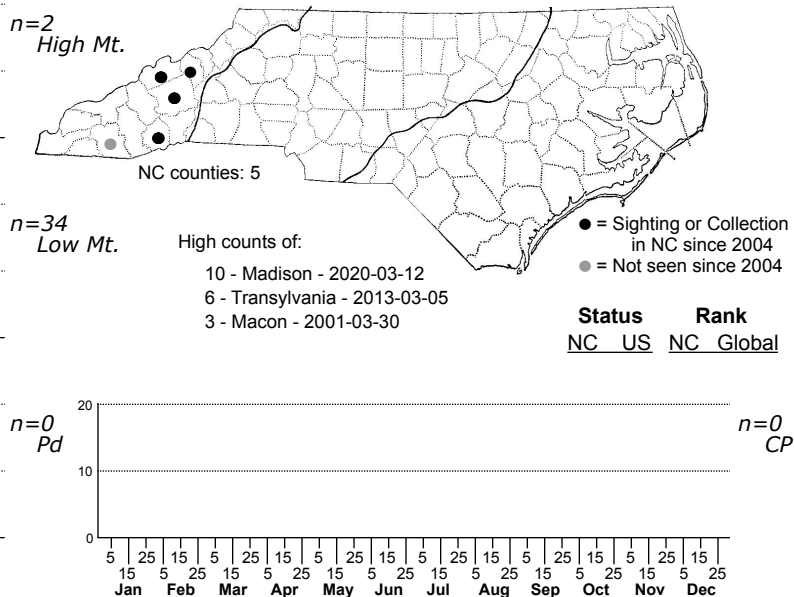 n=2
High Mt.
NC counties: 5
n=34
Low Mt.
High counts of:
10 - Madison - 2020-03-12
6 - Transylvania - 2013-03-05
3 - Macon - 2001-03-30
● = Sighting or Collection
in NC since 2004
● = Not seen since 2004
Status Rank
NC US NC Global
n=0
Pd
n=0
CP
20
10
0
5 25 15 5 25 15 5 25 15 5 25 15 5 25 15 5 25 15
15 5 25 15 5 25 15 5 25 15 5 25 15 5 25 15 5 25
Jan Feb Mar Apr May Jun Jul Aug Sep Oct Nov Dec